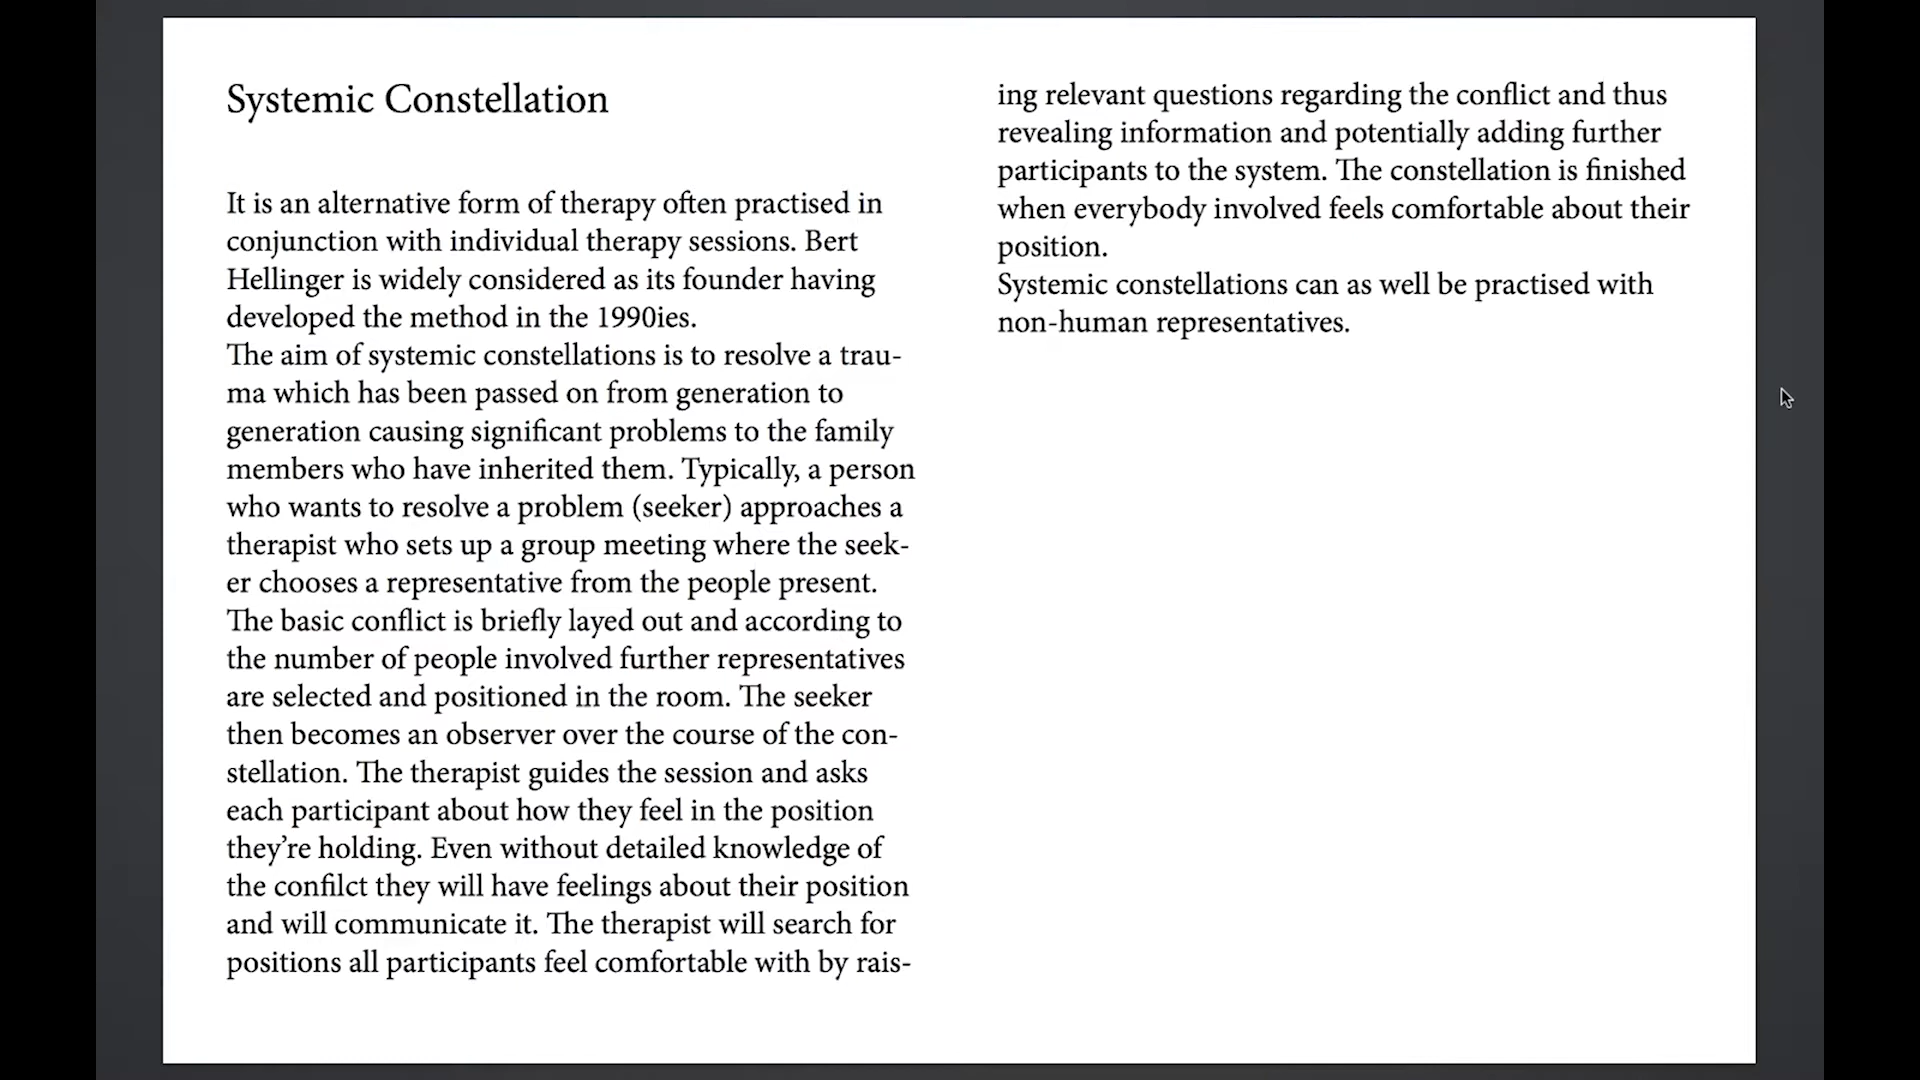 Systemic Constellation
It is an alternative form of therapy often practised in
conjunction with individual therapy sessions. Bert
Hellinger is widely considered as its founder having
developed the method in the 1990ies.
The aim of systemic constellations is to resolve a trau-
ma which has been passed on from generation to
generation causing significant problems to the family
members who have inherited them. Typically, a person
who wants to resolve a problem (seeker) approaches a
therapist who sets up a group meeting where the seek-
er chooses a representative from the people present.
The basic conflict is briefly layed out and according to
the number of people involved further representatives
are selected and positioned in the room. The seeker
then becomes an observer over the course of the con-
stellation. The therapist guides the session and asks
each participant about how they feel in the position
they’re holding. Even without detailed knowledge of
the confilct they will have feelings about their position
and will communicate it. The therapist will search for
positions all participants feel comfortable with by rais-
ing relevant questions regarding the conflict and thus
revealing information and potentially adding further
participants to the system. The constellation is finished
when everybody involved feels comfortable about their
position.
Systemic constellations can as well be practised with
non-human representatives.